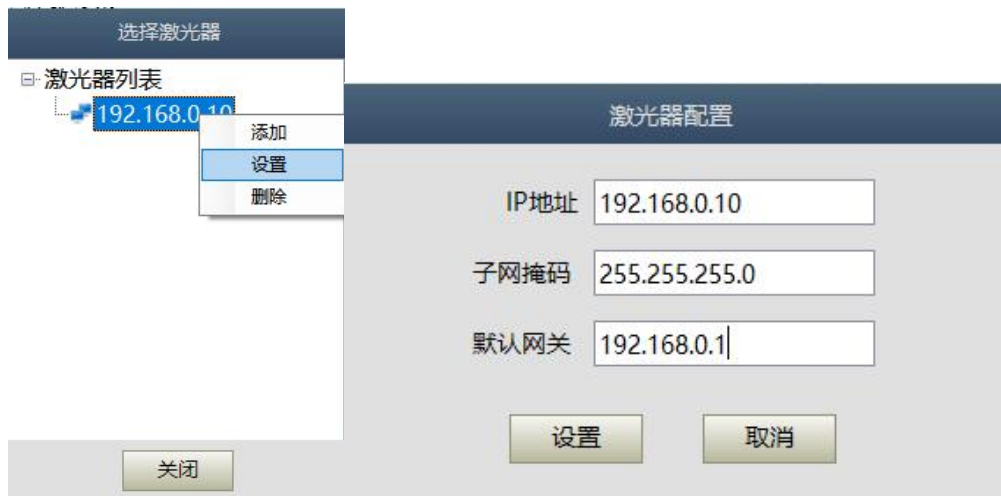 选择激光器
激光器列表
192.168.0.10
添加
设置
删除
关闭
激光器配置
IP地址 192.168.0.10
子网掩码 255.255.255.0
默认网关 192.168.0.1
设置 取消